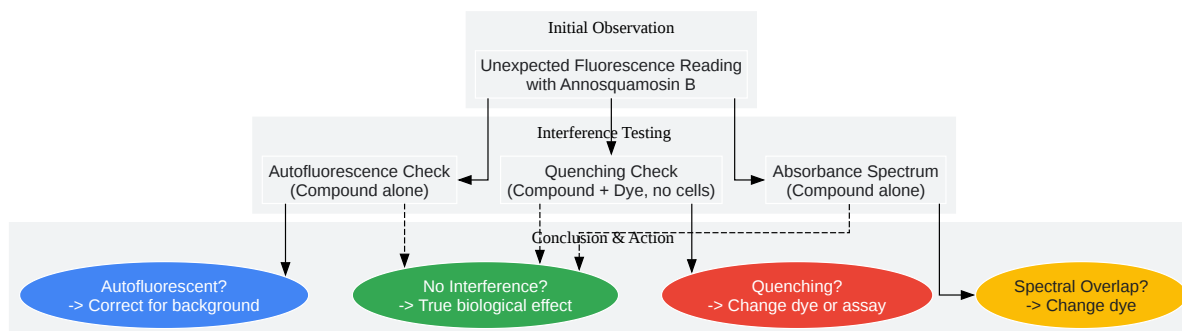 Initial Observation
Unexpected Fluorescence Reading
with Annosquamosin B
Interference Testing
Autofluorescence Check
(Compound alone)
Quenching Check
(Compound + Dye, no cells)
Absorbance Spectrum
(Compound alone)
Conclusion & Action
Autofluorescent?
-> Correct for background
No Interference?
-> True biological effect
Quenching?
-> Change dye or assay
Spectral Overlap?
-> Change dye